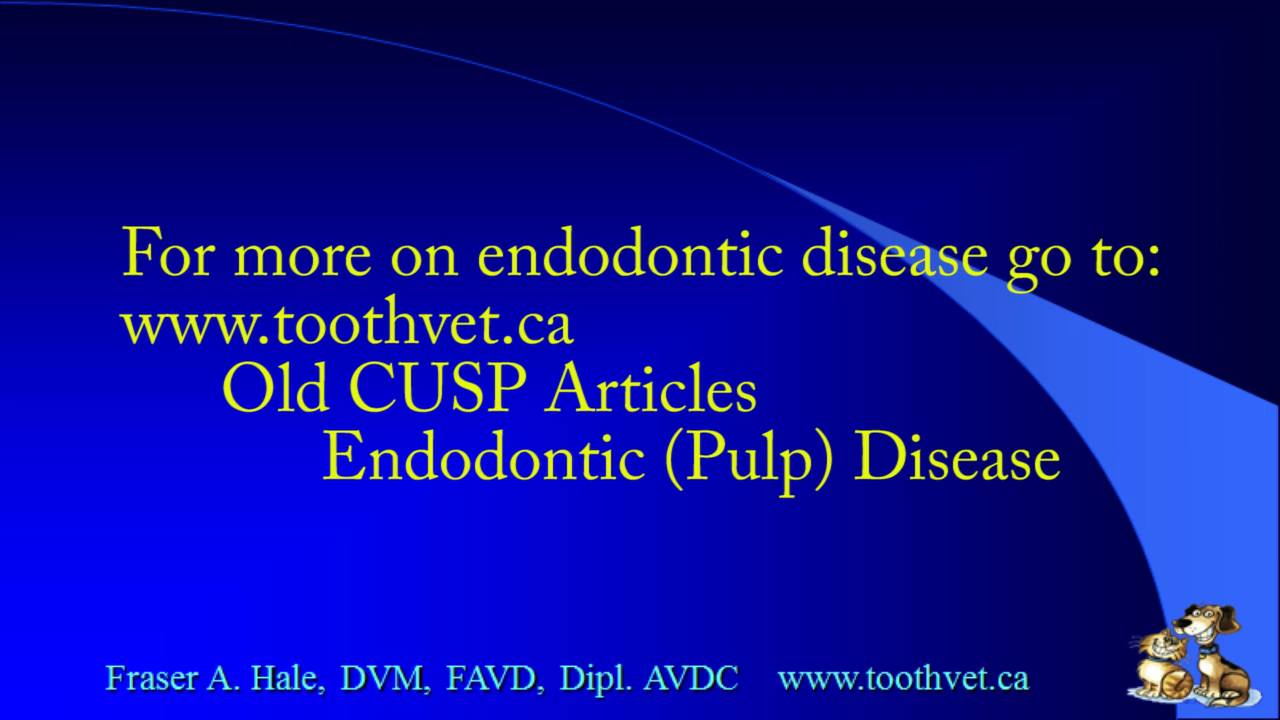 For more on endodontic disease go to:
www.toothvet.ca
Old CUSP Articles
Endodontic (Pulp) Disease
Fraser A. Hale, DVM, FAVD, Dipl. AVDC www.toothvet.ca